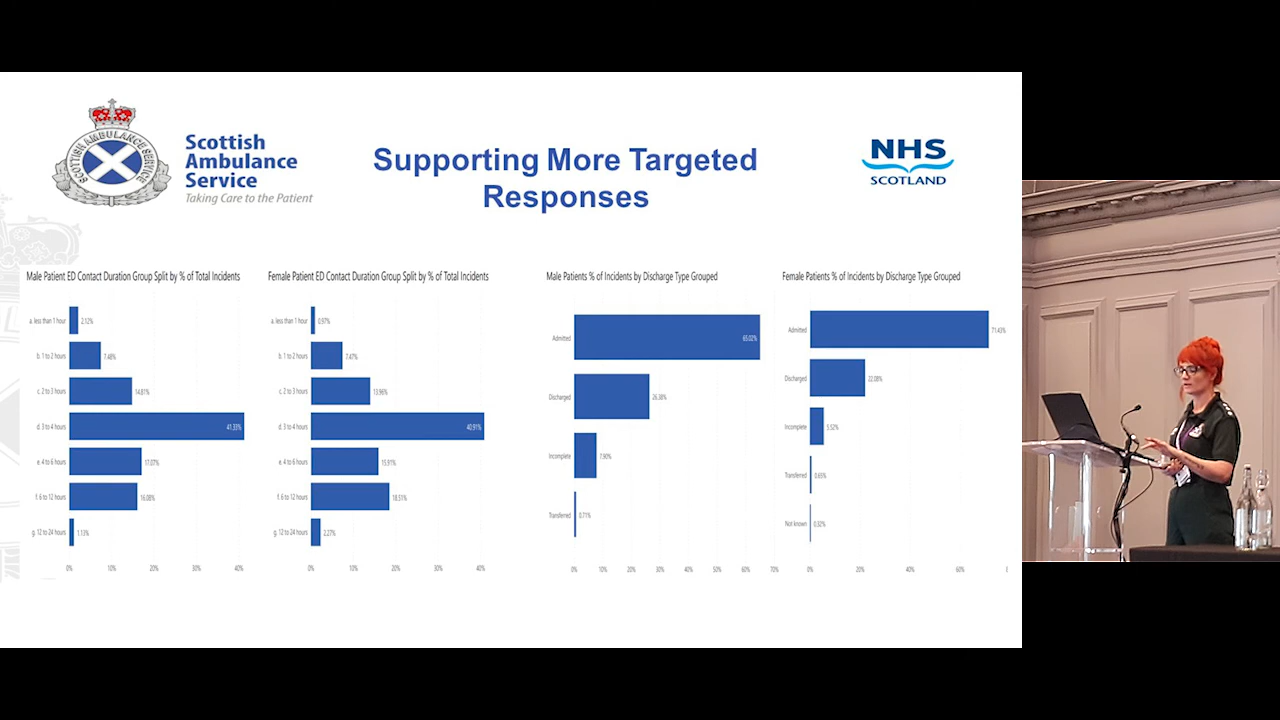 SCOTTISH AMBULANCE SERVICE
Scottish
Ambulance
Service
Taking Care to the Patient
Supporting More Targeted
Responses
NHS
SCOTLAND
Male Patient ED Contact Duration Group Split by % of Total Incidents
a. less than 1 hour
2.12%
b. 1 to 2 hours
7.48%
c. 2 to 3 hours
14.81%
d. 3 to 4 hours
41.33%
e. 4 to 6 hours
17.07%
f. 6 to 12 hours
16.08%
g. 12 to 24 hours
1.13%
0% 10% 20% 30% 40%
Female Patient ED Contact Duration Group Split by % of Total Incidents
a. less than 1 hour
0.97%
b. 1 to 2 hours
7.47%
c. 2 to 3 hours
13.96%
d. 3 to 4 hours
40.91%
e. 4 to 6 hours
15.91%
f. 6 to 12 hours
18.51%
g. 12 to 24 hours
2.27%
0% 10% 20% 30% 40%
Male Patients % of Incidents by Discharge Type Grouped
Admitted
65.02%
Discharged
26.38%
Incomplete
7.90%
Transferred
0.71%
0% 10% 20% 30% 40% 50% 60% 70%
Female Patients % of Incidents by Discharge Type Grouped
Admitted
71.43%
Discharged
22.08%
Incomplete
5.52%
Transferred
0.65%
Not known
0.32%
0% 20% 40% 60%